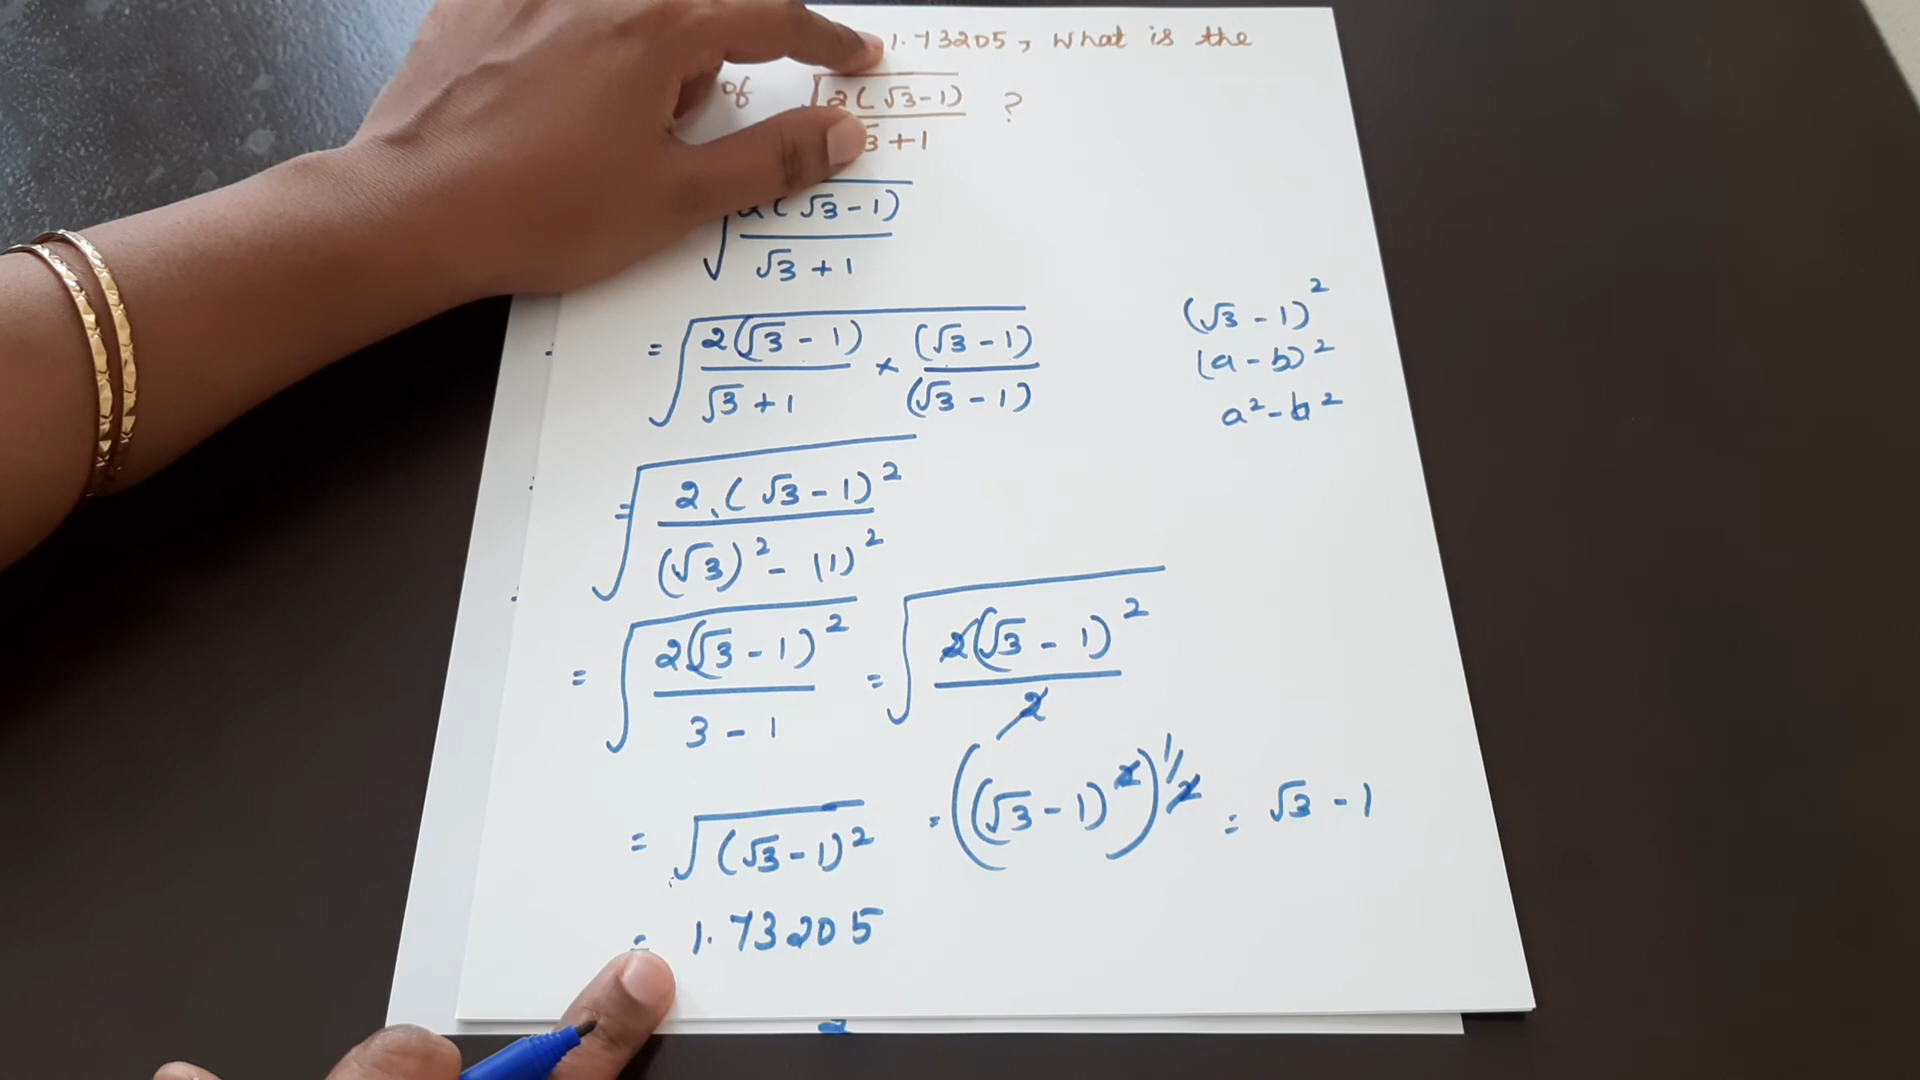 1.73205, what is the
of √(2(√3-1)/√3+1) ?
√(2(√3-1)/√3+1)
= √(2(√3-1)/√3+1 × (√3-1)/(√3-1))
(√3-1)²
(a-b)²
a²-b²
= √(2(√3-1)²/(√3)²-(1)²)
= √(2(√3-1)²/3-1) = √(2(√3-1)²/2)
= √(√3-1)² = ((√3-1)²)^1/2 = √3-1
= 1.73205